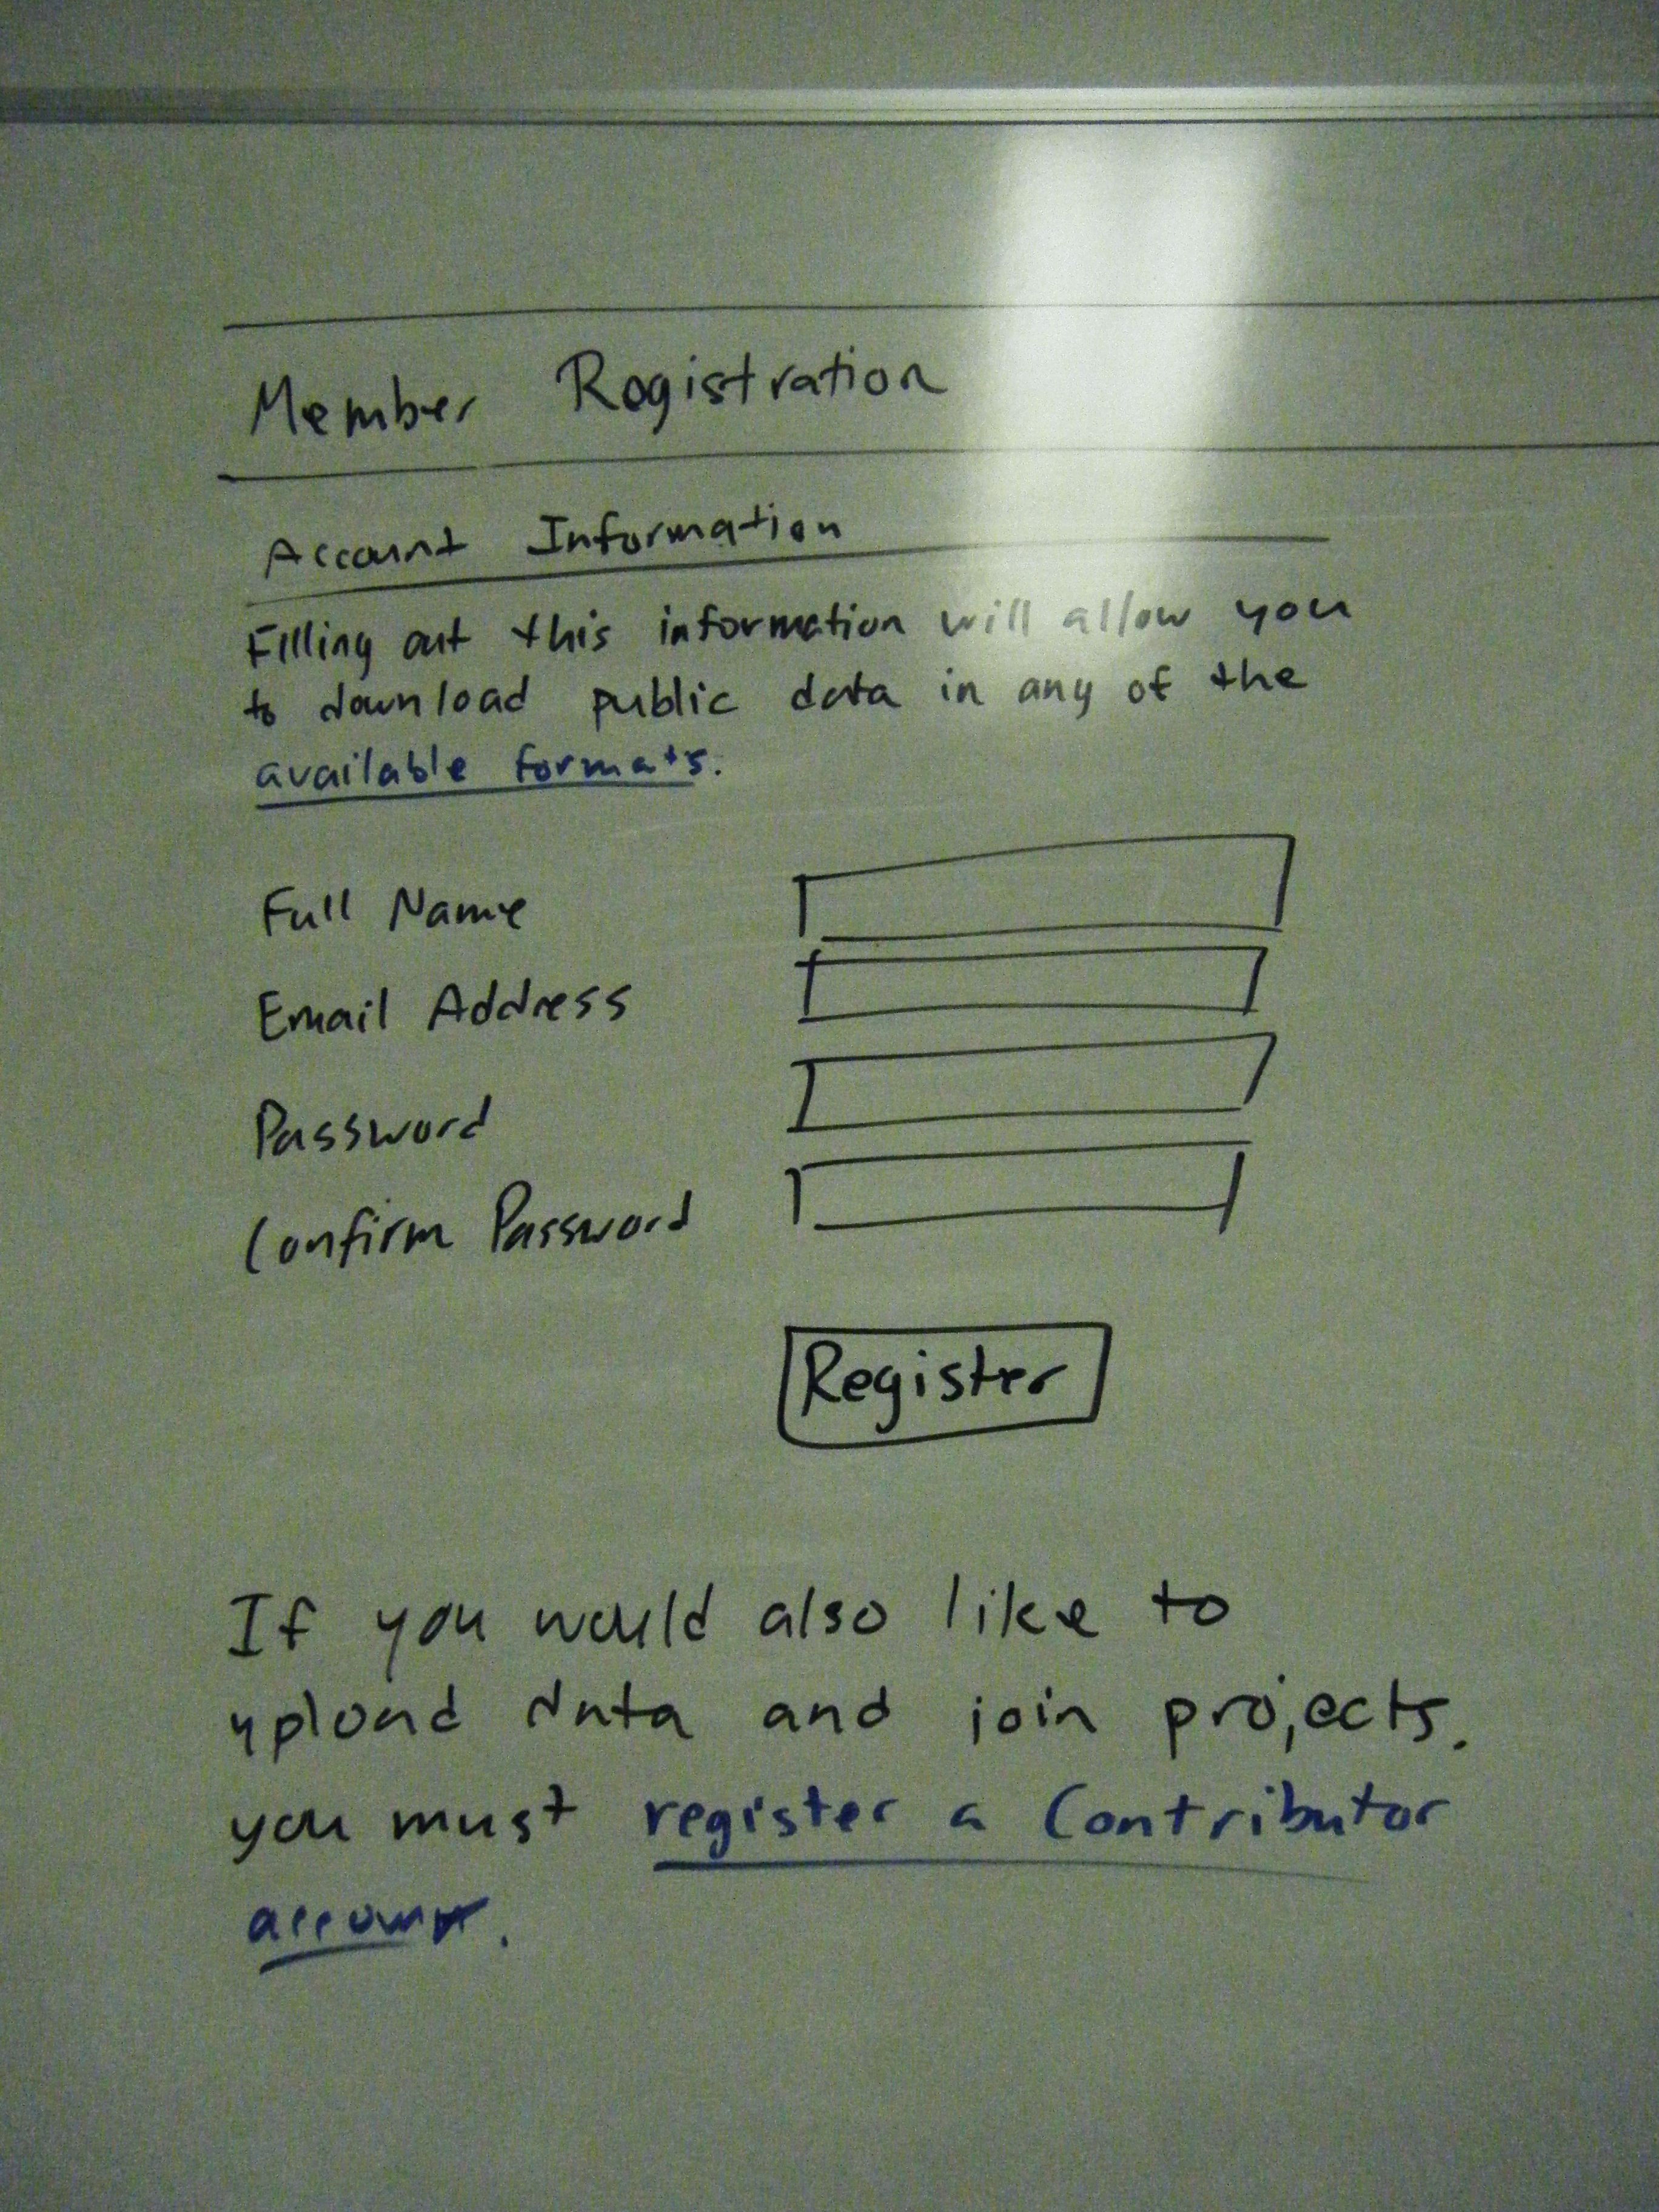 Member Registration
Account Information
Filling out this information will allow you
to download public data in any of the
available formats.
Full Name
Email Address
Password
Confirm Password
Register
If you would also like to
upload data and join projects.
you must register a Contributor
account.